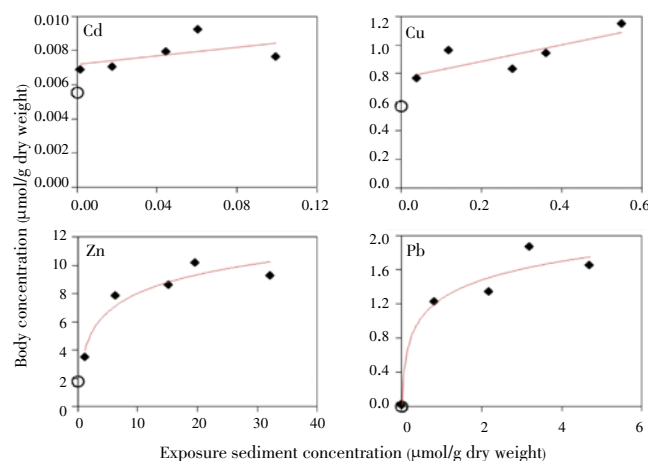 Body concentration (μmol/g dry weight)
Cd
0.010
0.008
0.006
0.004
0.002
0.000
0.00 0.04 0.08 0.12
Cu
1.2
1.0
0.8
0.6
0.4
0.2
0.0
0.0 0.2 0.4 0.6
Zn
12
10
8
6
4
2
0
0 10 20 30 40
Pb
2.0
1.6
1.2
0.8
0.4
0.0
0 2 4 6
Exposure sediment concentration (μmol/g dry weight)